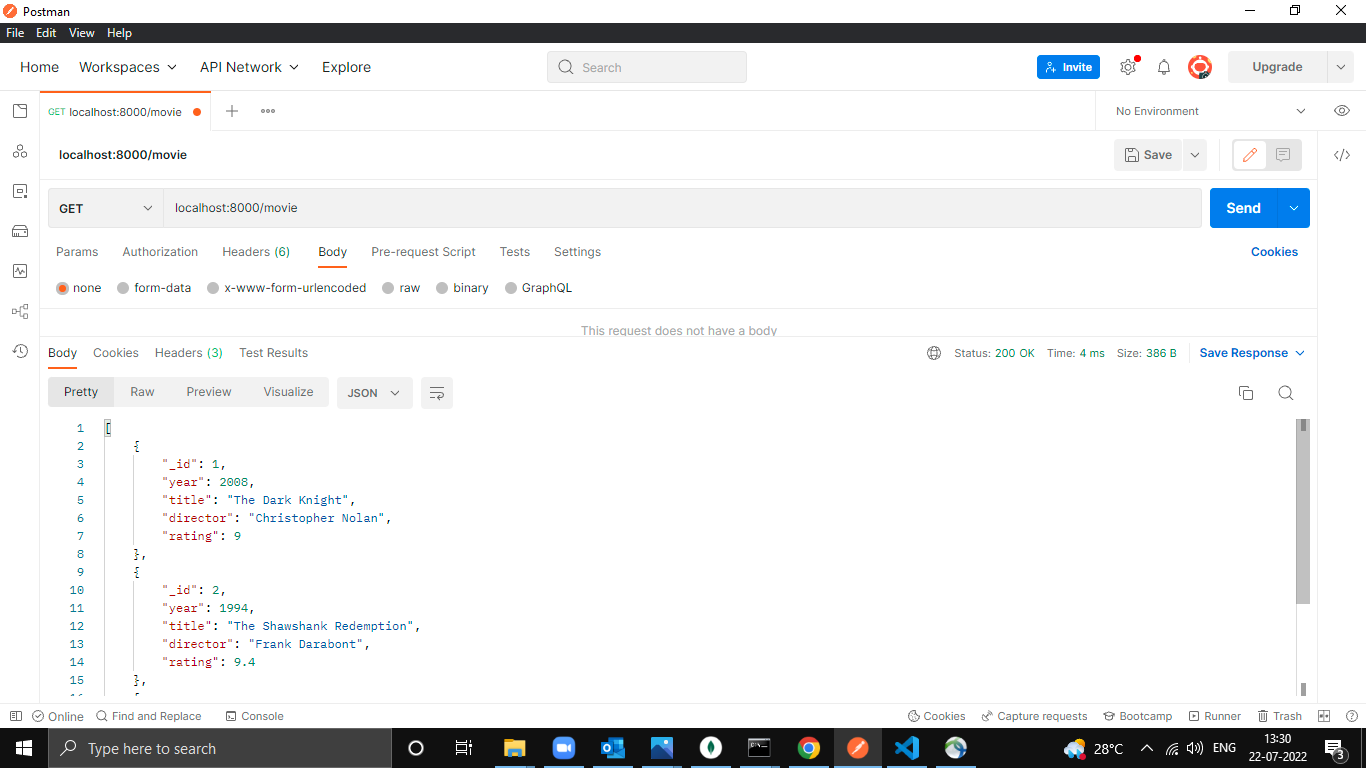 Postman
File Edit View Help
Home Workspaces API Network Explore Search Invite Upgrade
GET localhost:8000/movie No Environment
localhost:8000/movie Save
GET localhost:8000/movie Send
Params Authorization Headers (6) Body Pre-request Script Tests Settings Cookies
none form-data x-www-form-urlencoded raw binary GraphQL
This request does not have a body
Body Cookies Headers (3) Test Results Status: 200 OK Time: 4 ms Size: 386 B Save Response
Pretty Raw Preview Visualize JSON
1 [
2 {
3 "_id": 1,
4 "year": 2008,
5 "title": "The Dark Knight",
6 "director": "Christopher Nolan",
7 "rating": 9
8 },
9 {
10 "_id": 2,
11 "year": 1994,
12 "title": "The Shawshank Redemption",
13 "director": "Frank Darabont",
14 "rating": 9.4
15 },
Online Find and Replace Console Cookies Capture requests Bootcamp Runner Trash
Type here to search 28°C ENG 13:30
22-07-2022 3